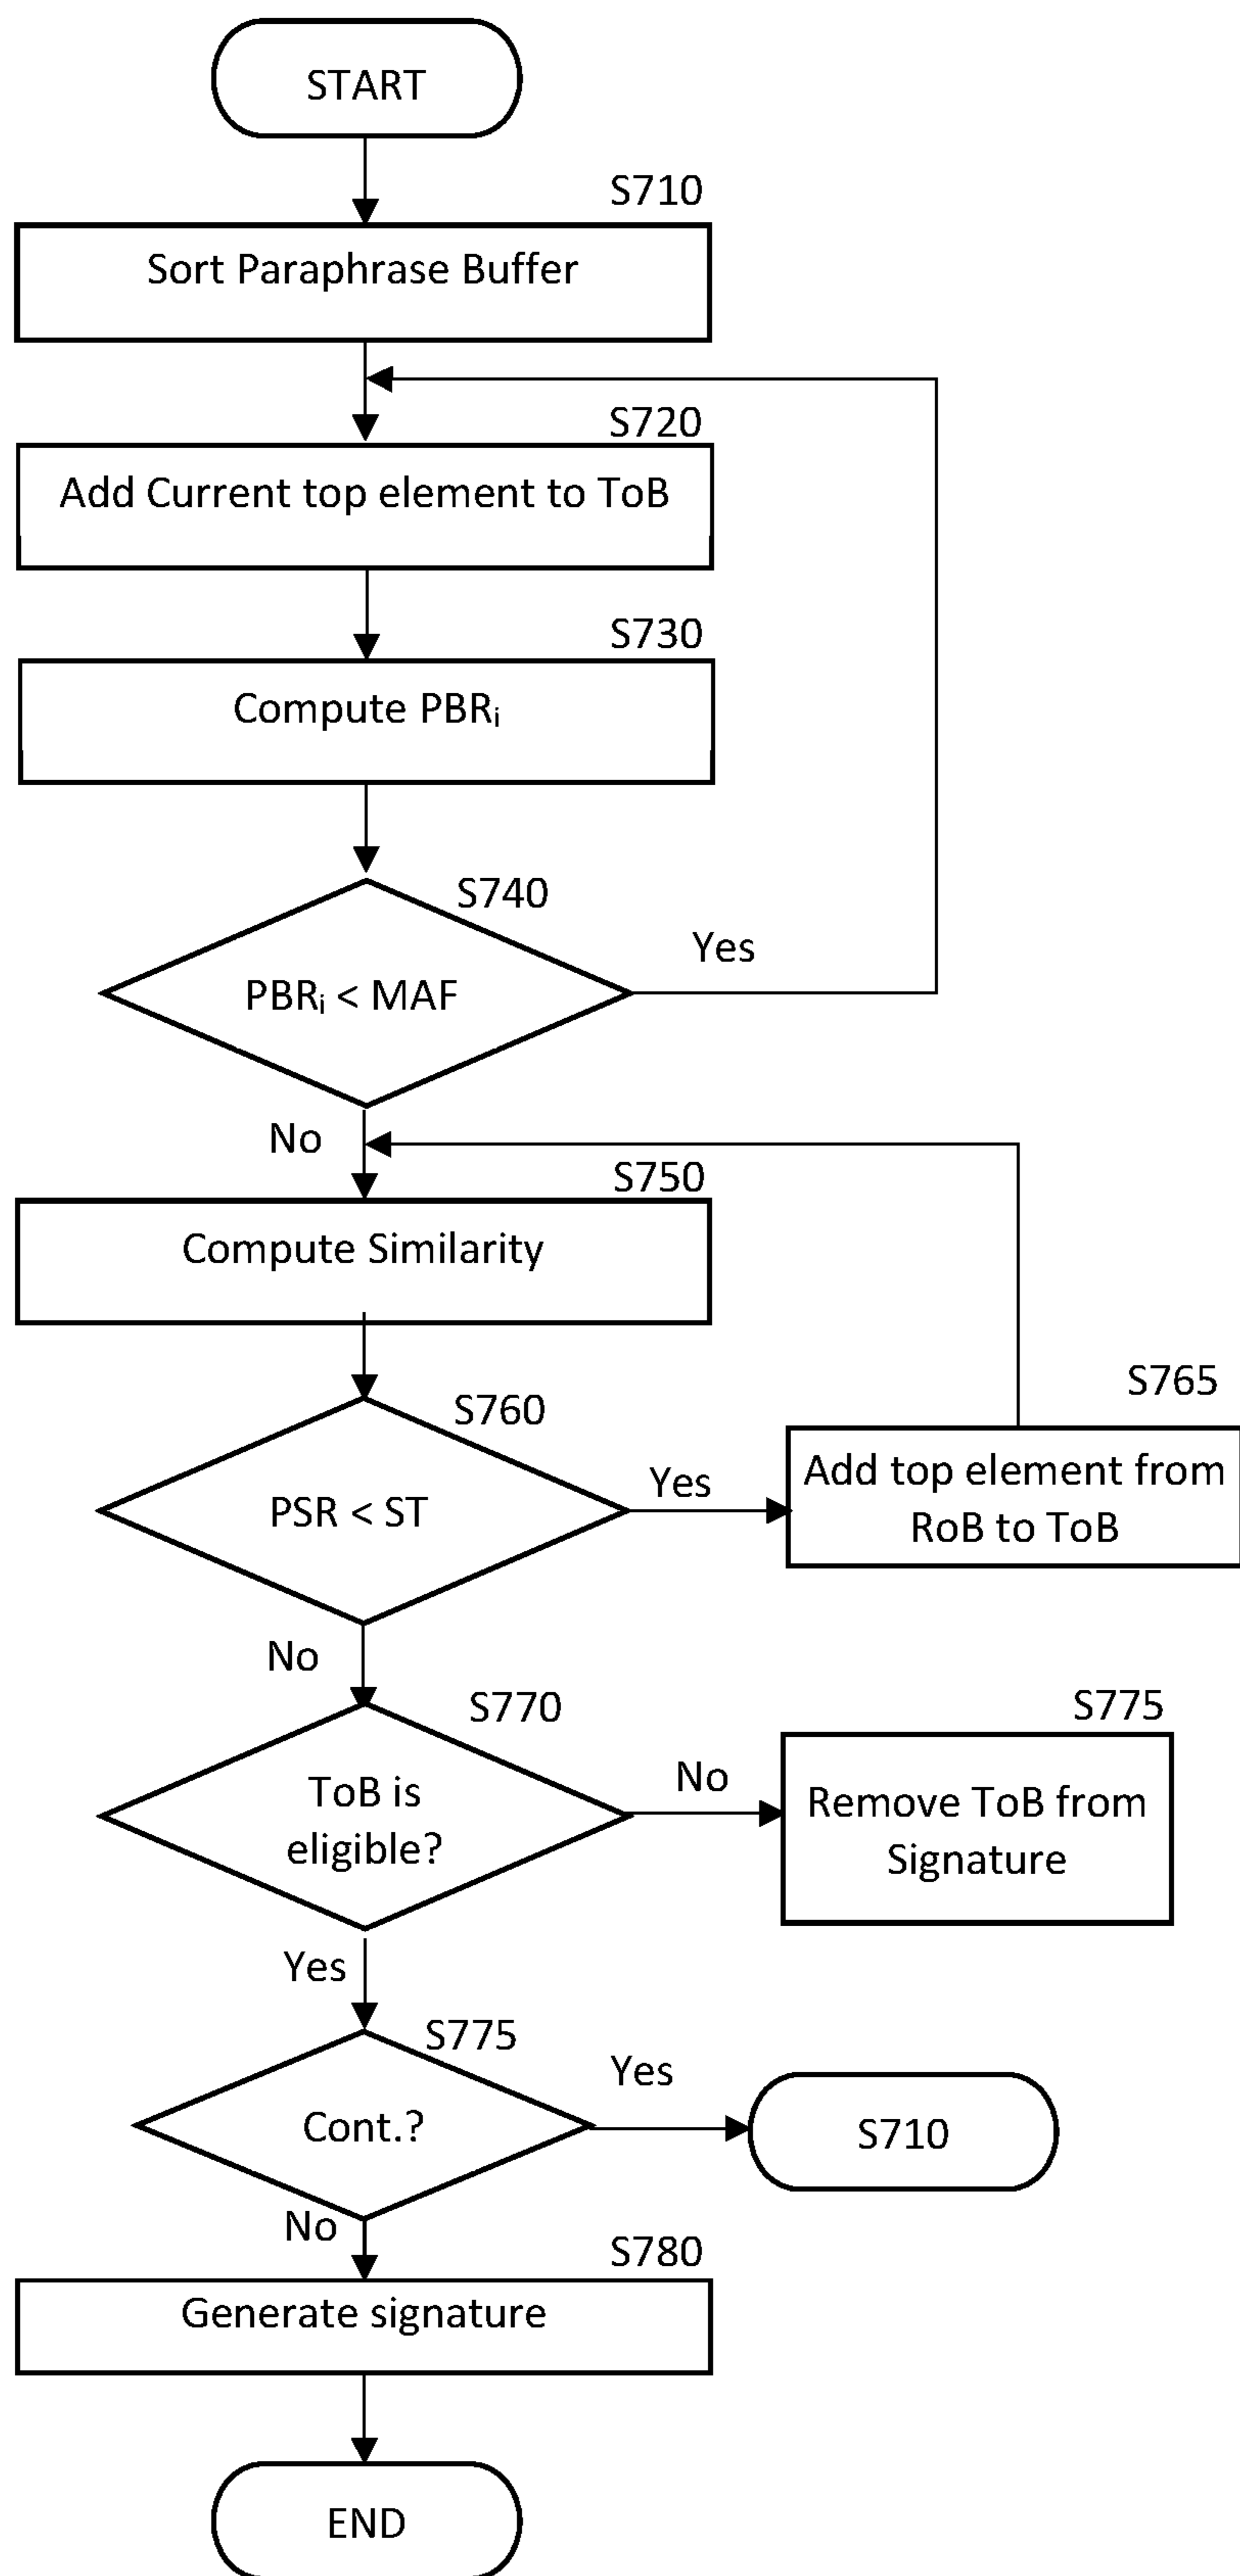 START
S710
Sort Paraphrase Buffer
S720
Add Current top element to ToB
S730
Compute PBRᵢ
S740
PBRᵢ < MAF
Yes
No
S750
Compute Similarity
S760
PSR < ST
Yes
S765
Add top element from
RoB to ToB
No
S770
ToB is
eligible?
No
S775
Remove ToB from
Signature
Yes
S775
Cont.?
Yes
S710
No
S780
Generate signature
END